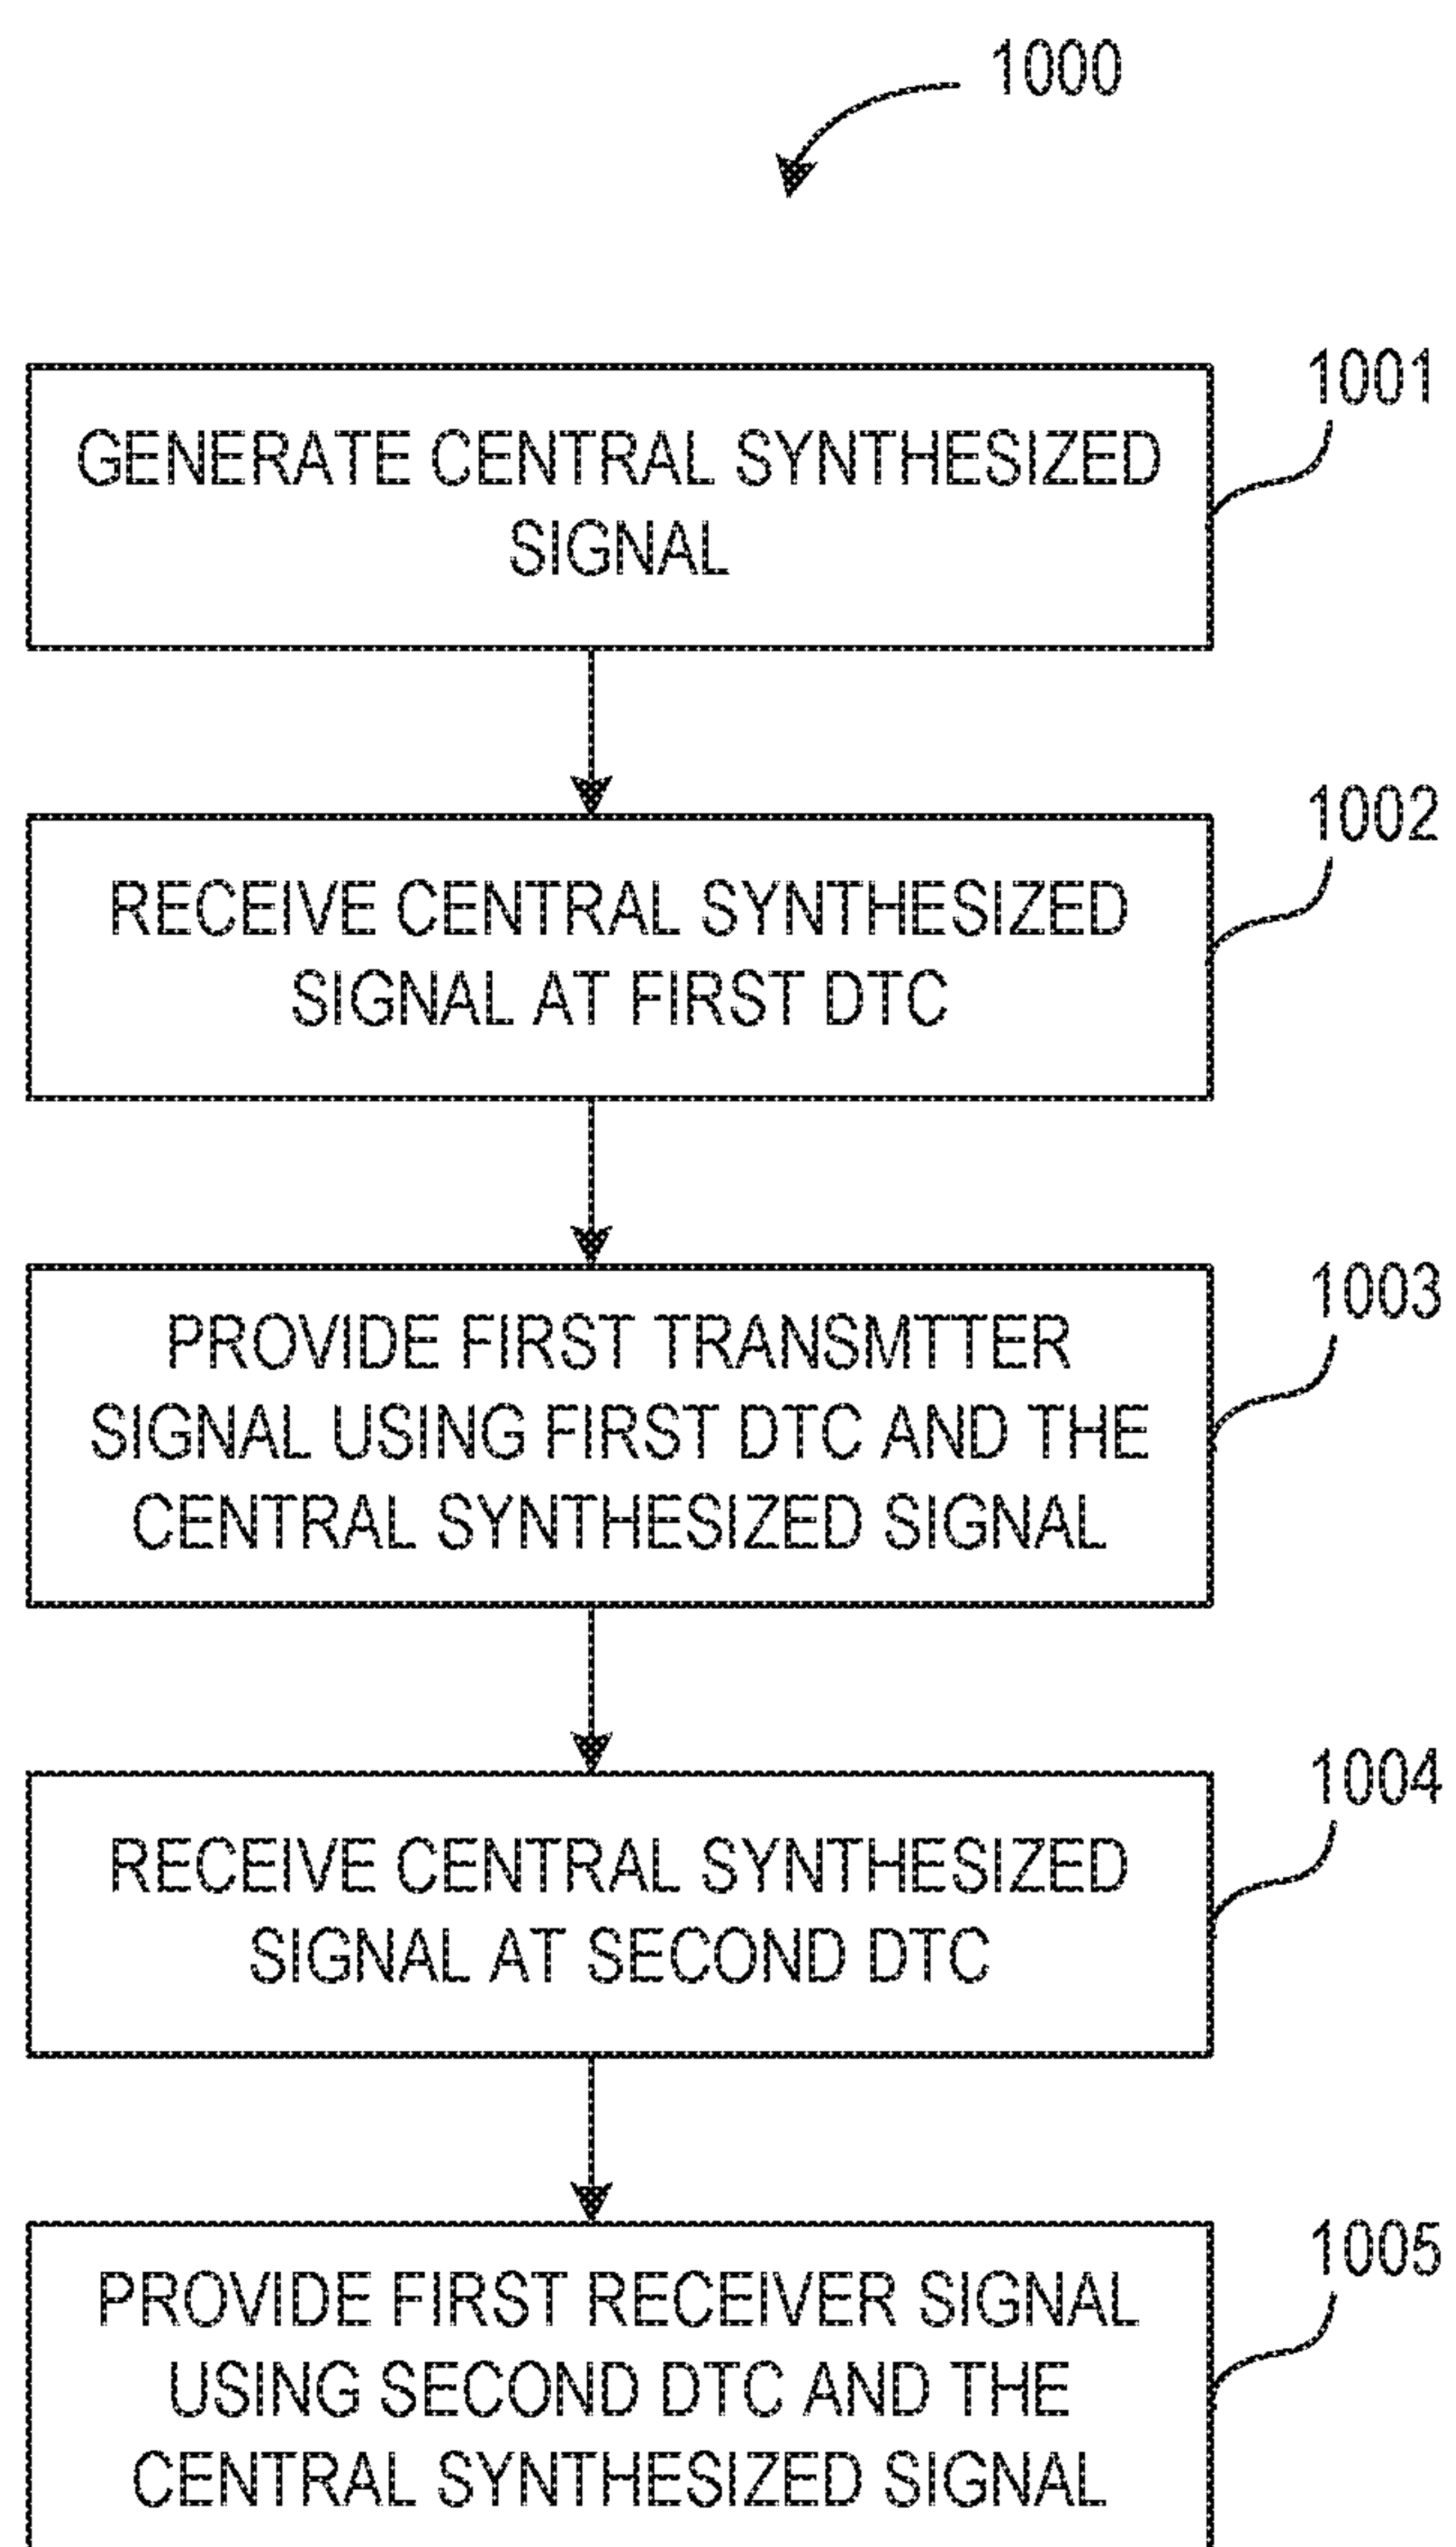 1000
1001
GENERATE CENTRAL SYNTHESIZED
SIGNAL
1002
RECEIVE CENTRAL SYNTHESIZED
SIGNAL AT FIRST DTC
1003
PROVIDE FIRST TRANSMTTER
SIGNAL USING FIRST DTC AND THE
CENTRAL SYNTHESIZED SIGNAL
1004
RECEIVE CENTRAL SYNTHESIZED
SIGNAL AT SECOND DTC
1005
PROVIDE FIRST RECEIVER SIGNAL
USING SECOND DTC AND THE
CENTRAL SYNTHESIZED SIGNAL